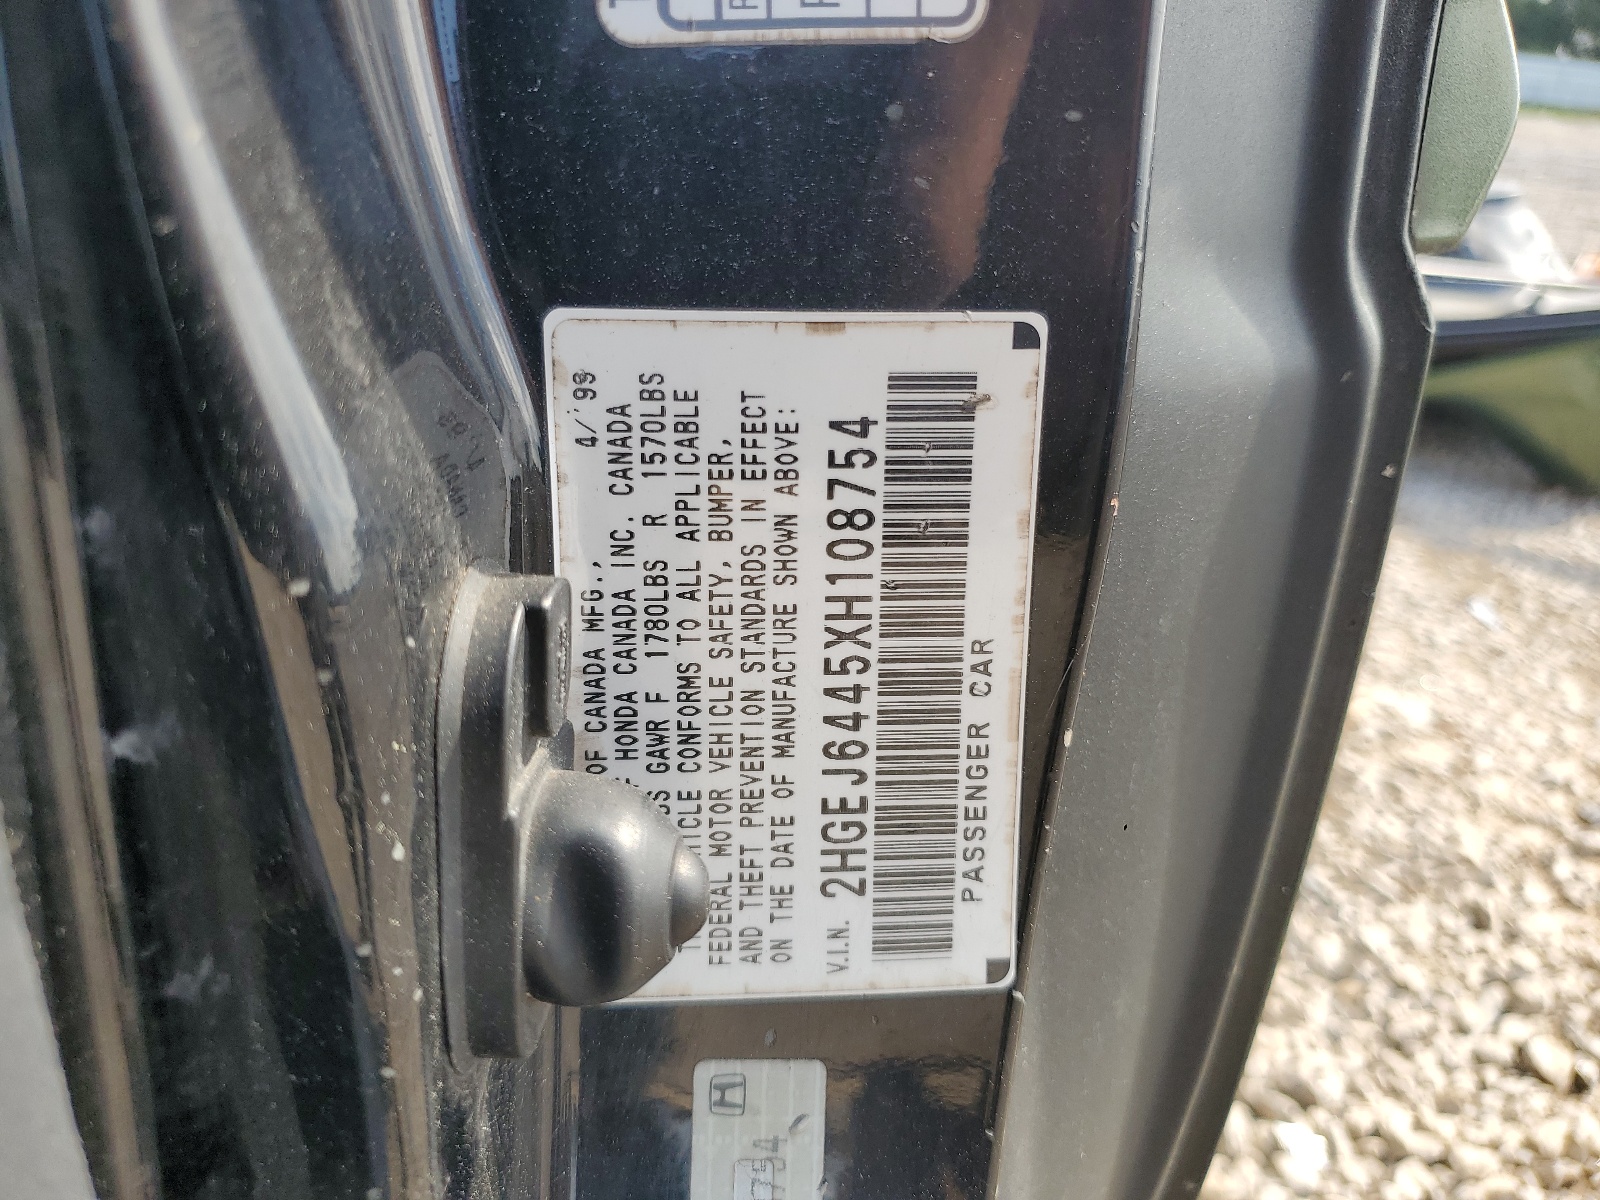 4/'99
OF CANADA MFG.,
HONDA CANADA INC. CANADA
GAWR F 1780LBS R 1570LBS
CONFORMS TO ALL APPLICABLE
FEDERAL MOTOR VEHICLE SAFETY, BUMPER,
AND THEFT PREVENTION STANDARDS IN EFFECT
ON THE DATE OF MANUFACTURE SHOWN ABOVE:
V.I.N. 2HGEJ6445XH108754
PASSENGER CAR